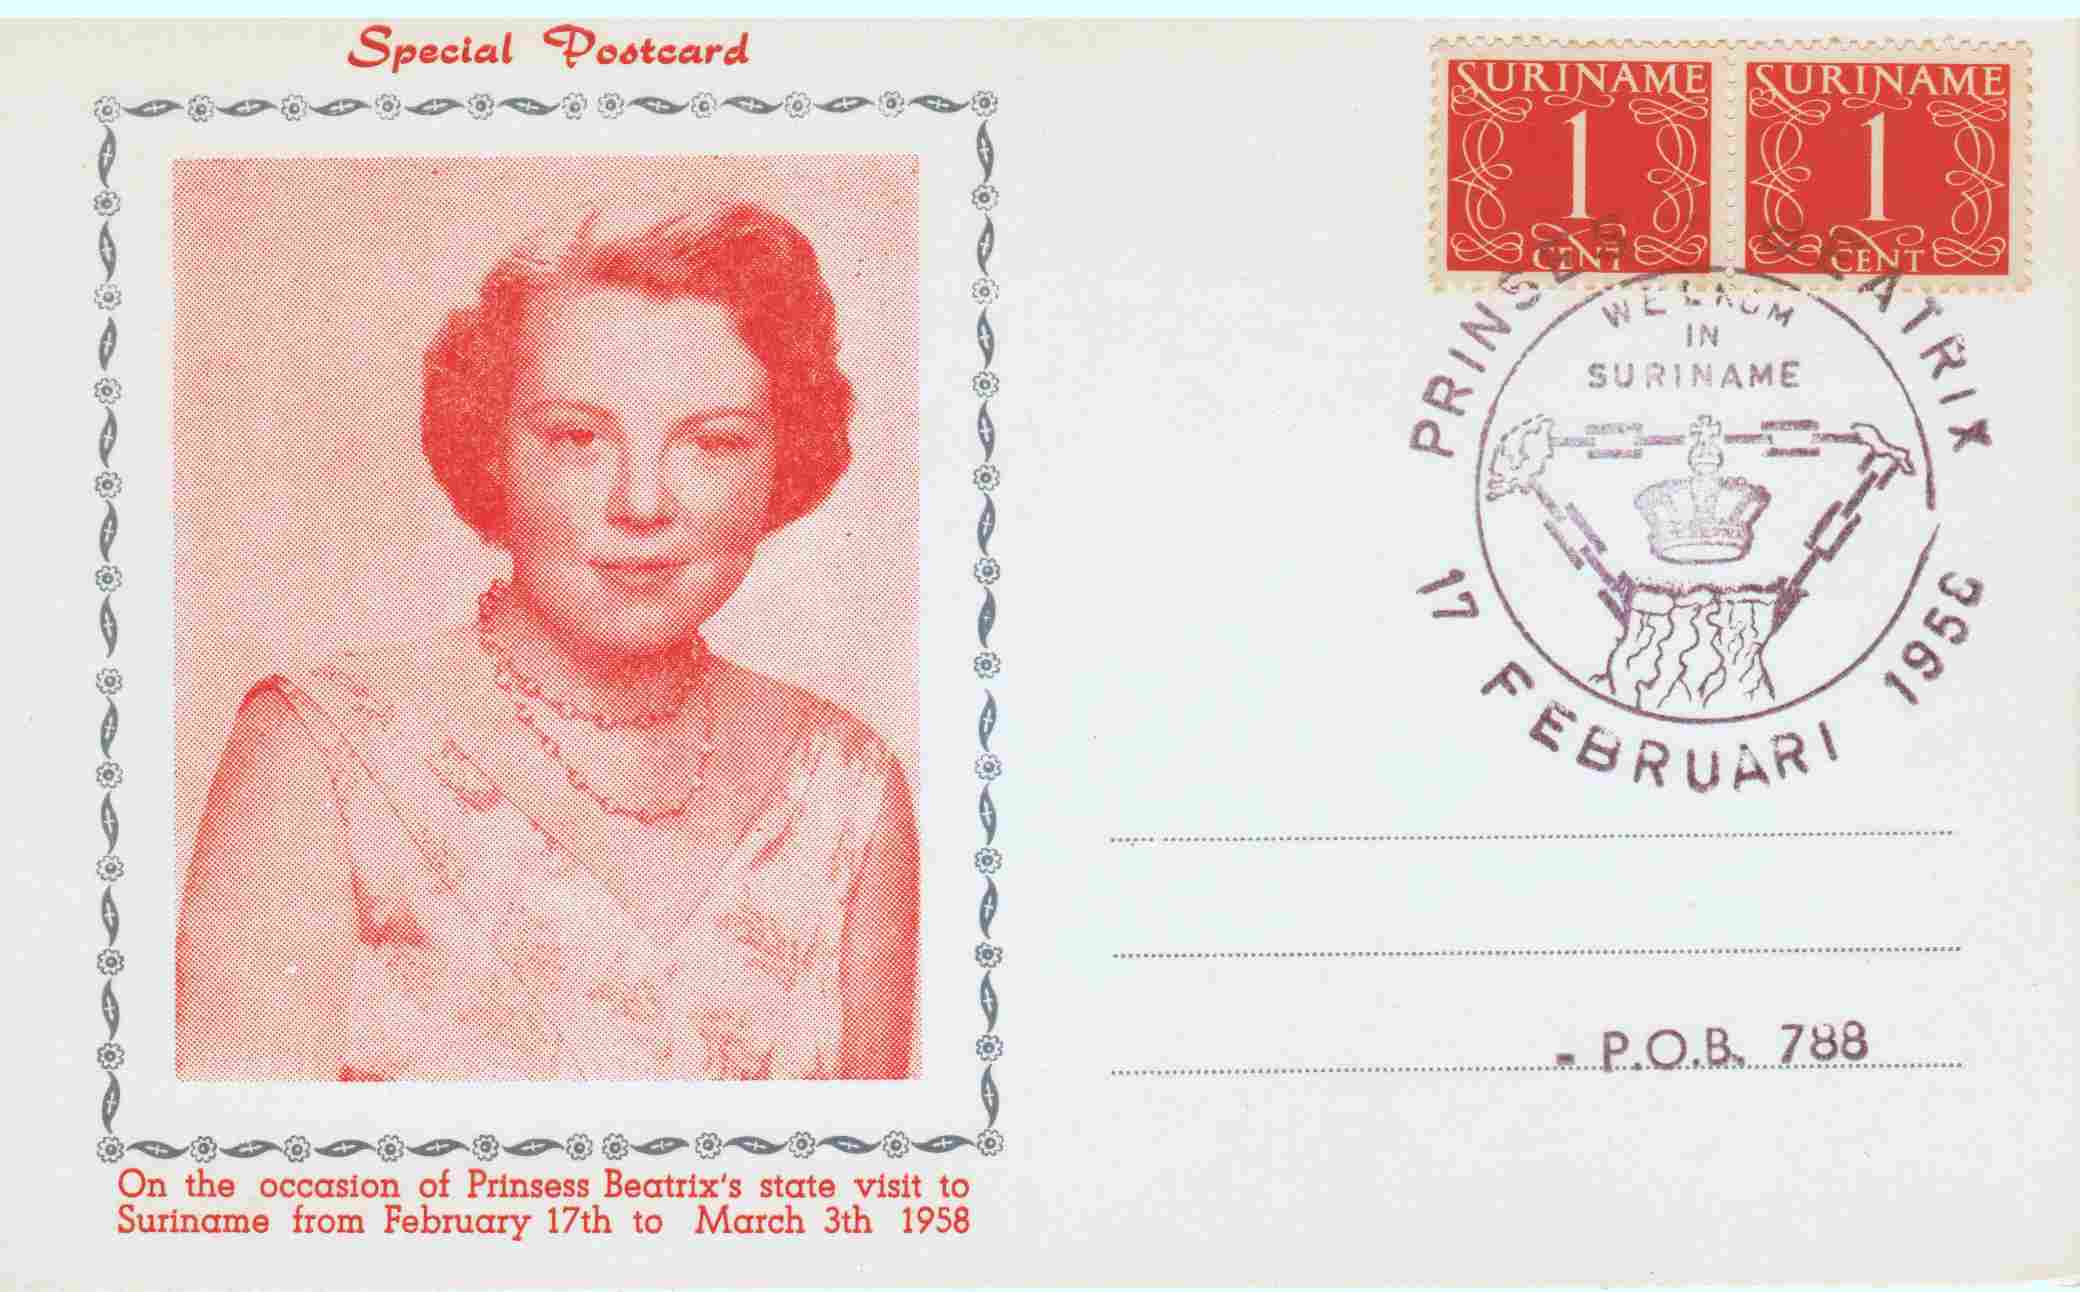 Special Postcard
SURINAME
1
CENT
SURINAME
1
CENT
PRINSES BEATRIX
WELKOM
IN
SURINAME
17 FEBRUARI 1958
- P.O.B. 788
On the occasion of Prinsess Beatrix's state visit to
Suriname from February 17th to March 3th 1958